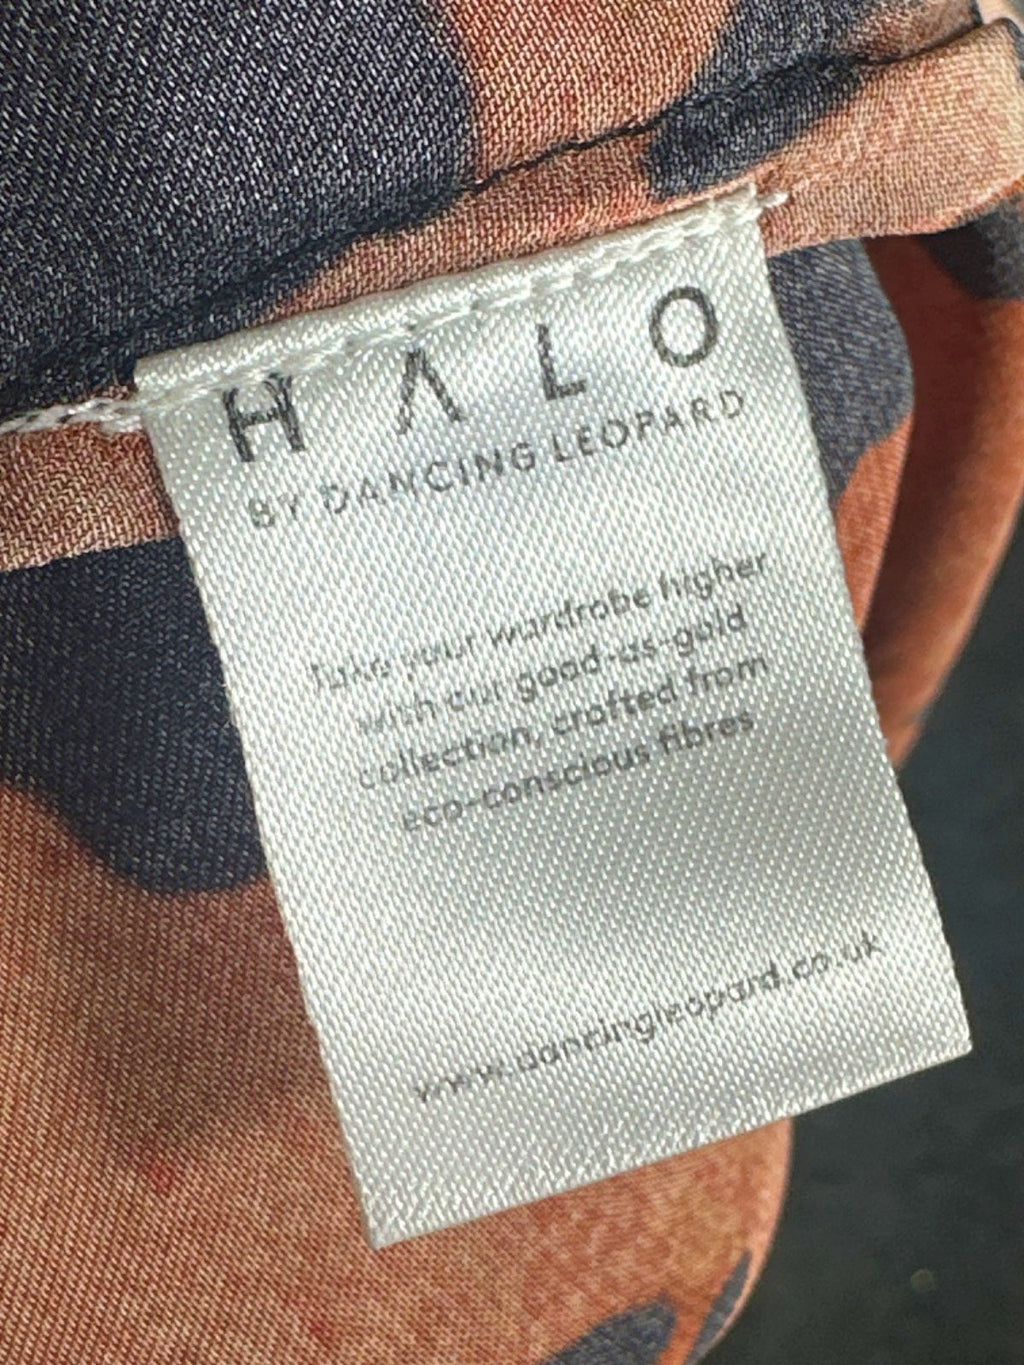 HALO
BY DANCING LEOPARD
Take your wardrobe higher
with our good-as-gold
collection, crafted from
eco-conscious fibres
www.dancingleopard.co.uk